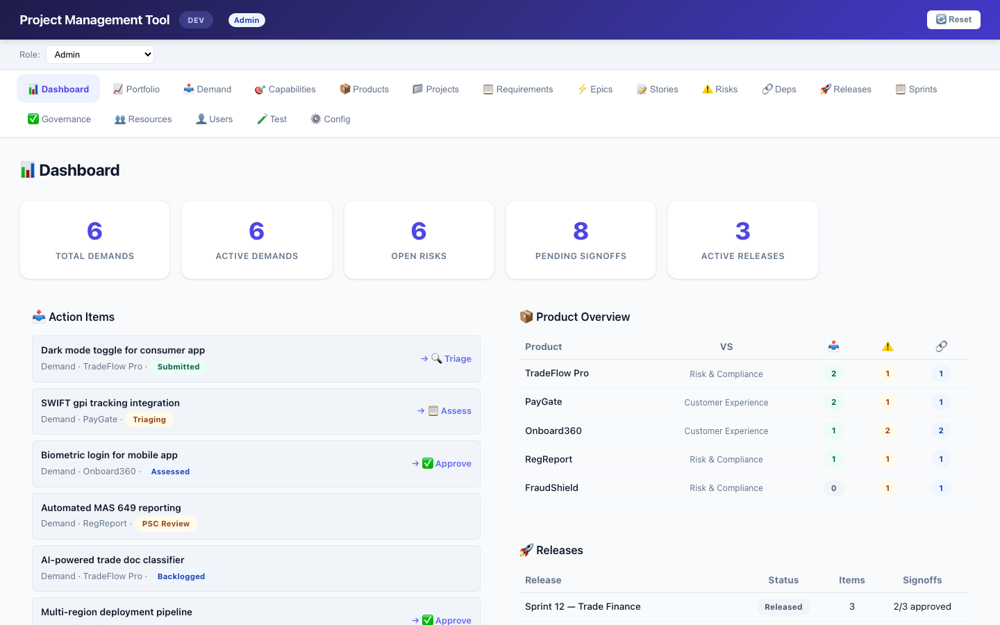 Project Management Tool DEV Admin Reset
Role: Admin
Dashboard Portfolio Demand Capabilities Products Projects Requirements Epics Stories Risks Deps Releases Sprints
Governance Resources Users Test Config
Dashboard
6 6 6 8 3
TOTAL DEMANDS ACTIVE DEMANDS OPEN RISKS PENDING SIGNOFFS ACTIVE RELEASES
Action Items
Dark mode toggle for consumer app
Demand · TradeFlow Pro · Submitted
→ Triage
SWIFT gpi tracking integration
Demand · PayGate · Triaging
→ Assess
Biometric login for mobile app
Demand · Onboard360 · Assessed
→ Approve
Automated MAS 649 reporting
Demand · RegReport · PSC Review
AI-powered trade doc classifier
Demand · TradeFlow Pro · Backlogged
Multi-region deployment pipeline
→ Approve
Product Overview
Product VS
TradeFlow Pro Risk & Compliance 2 1 1
PayGate Customer Experience 2 1 1
Onboard360 Customer Experience 1 2 2
RegReport Risk & Compliance 1 1 1
FraudShield Risk & Compliance 0 1 1
Releases
Release Status Items Signoffs
Sprint 12 — Trade Finance Released 3 2/3 approved